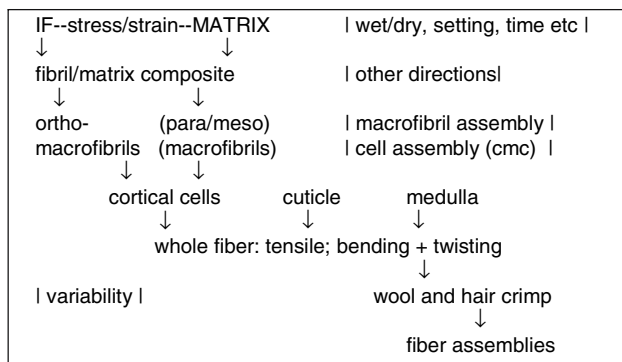 IF--stress/strain--MATRIX | wet/dry, setting, time etc |
↓ ↓
fibril/matrix composite | other directions|
↓ ↓
ortho- (para/meso) | macrofibril assembly |
macrofibrils (macrofibrils) | cell assembly (cmc) |
↓ ↓
cortical cells cuticle medulla
↓ ↓ ↓
whole fiber: tensile; bending + twisting
↓
| variability | wool and hair crimp
↓
fiber assemblies